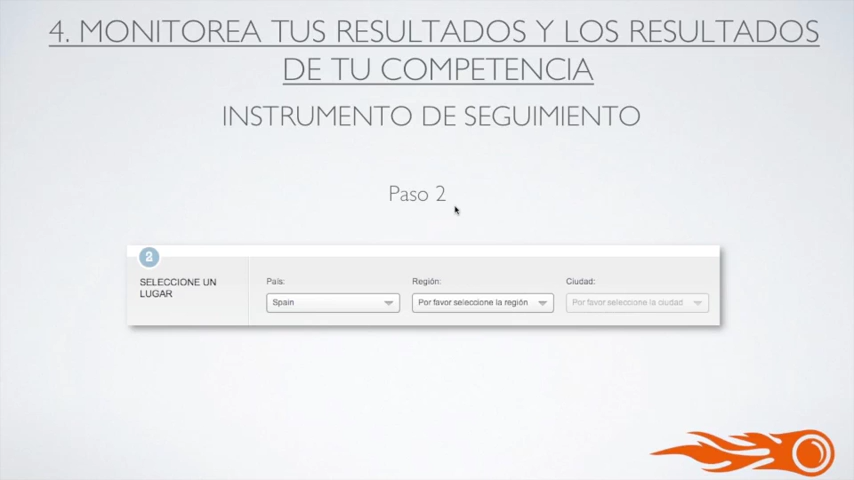 4. MONITOREA TUS RESULTADOS Y LOS RESULTADOS
DE TU COMPETENCIA
INSTRUMENTO DE SEGUIMIENTO
Paso 2
2
SELECCIONE UN
LUGAR
País:
Región:
Ciudad:
Spain
Por favor seleccione la región
Por favor seleccione la ciudad